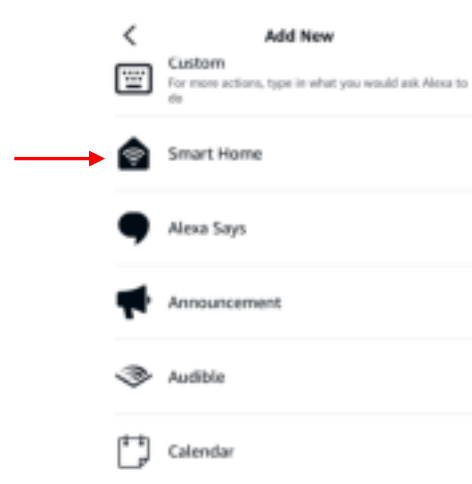 Add New
Custom
For more actions, type in what you would ask Alexa to
do
Smart Home
Alexa Says
Announcement
Audible
Calendar